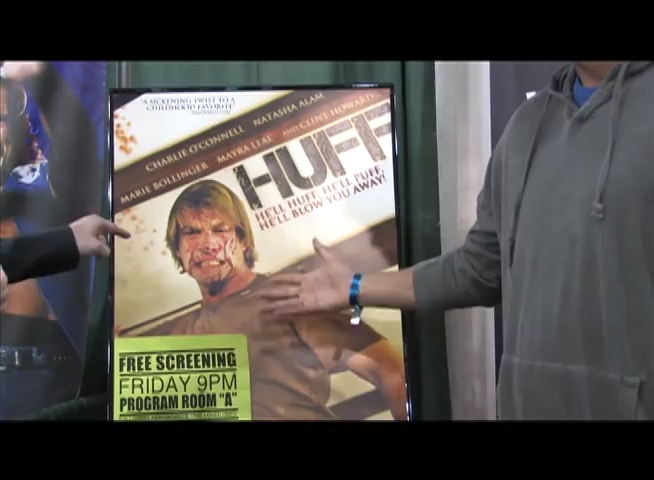 "A SICKENING TWIST TO A
CHILDHOOD FAVORITE"
CHARLIE O'CONNELL NATASHA ALAM
MARIE BOLLINGER MAYRA LEAL AND CLINT HOWARD
HUFF
HE'LL HUFF, HE'LL PUFF,
HE'LL BLOW YOU AWAY!
FREE SCREENING
FRIDAY 9PM
PROGRAM ROOM "A"